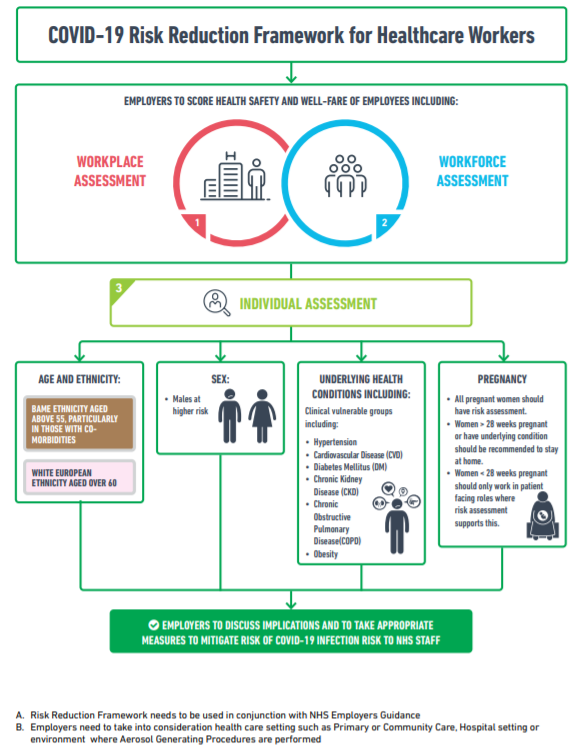 COVID-19 Risk Reduction Framework for Healthcare Workers
EMPLOYERS TO SCORE HEALTH SAFETY AND WELL-FARE OF EMPLOYEES INCLUDING:
WORKPLACE
ASSESSMENT
1
WORKFORCE
ASSESSMENT
2
3
INDIVIDUAL ASSESSMENT
AGE AND ETHNICITY:
BAME ETHNICITY AGED
ABOVE 55, PARTICULARLY
IN THOSE WITH CO-
MORBIDITIES
WHITE EUROPEAN
ETHNICITY AGED OVER 60
SEX:
• Males at
higher risk
UNDERLYING HEALTH
CONDITIONS INCLUDING:
Clinical vulnerable groups
including:
• Hypertension
• Cardiovascular Disease (CVD)
• Diabetes Mellitus (DM)
• Chronic Kidney
Disease (CKD)
• Chronic
Obstructive
Pulmonary
Disease(COPD)
• Obesity
PREGNANCY
• All pregnant women should
have risk assessment.
• Women > 28 weeks pregnant
or have underlying condition
should be recommended to stay
at home.
• Women < 28 weeks pregnant
should only work in patient
facing roles where
risk assessment
supports this.
EMPLOYERS TO DISCUSS IMPLICATIONS AND TO TAKE APPROPRIATE
MEASURES TO MITIGATE RISK OF COVID-19 INFECTION RISK TO NHS STAFF
A. Risk Reduction Framework needs to be used in conjunction with NHS Employers Guidance
B. Employers need to take into consideration health care setting such as Primary or Community Care, Hospital setting or
environment where Aerosol Generating Procedures are performed